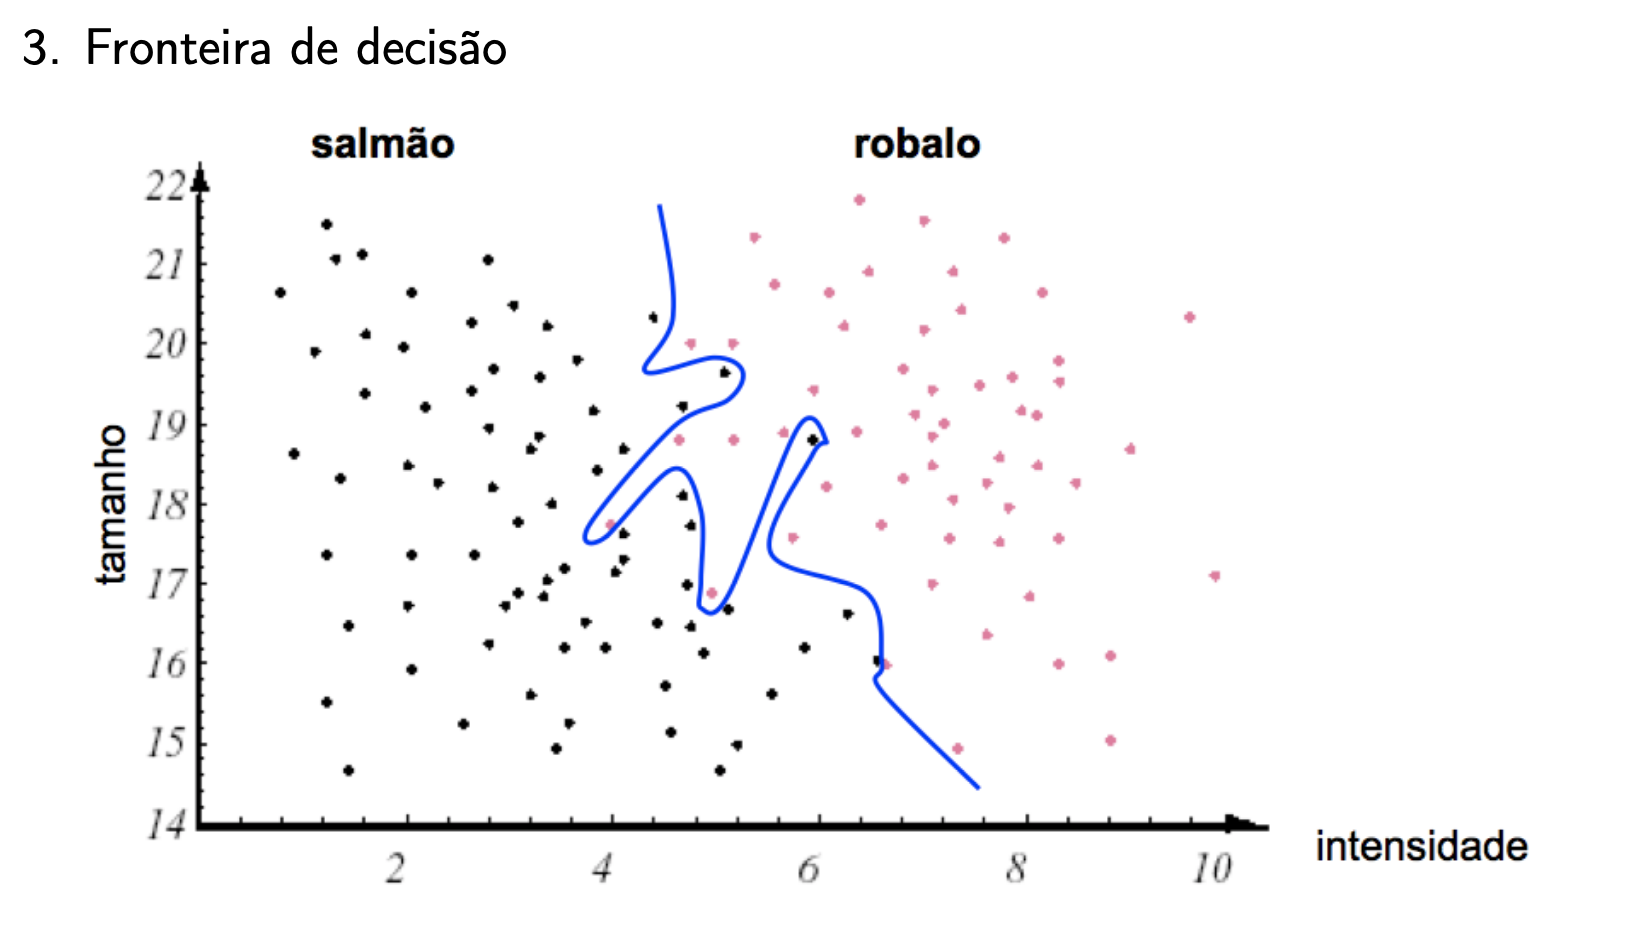 3. Fronteira de decisão
salmão
robalo
22
21
20
19
18
17
16
15
14
tamanho
2
4
6
8
10
intensidade